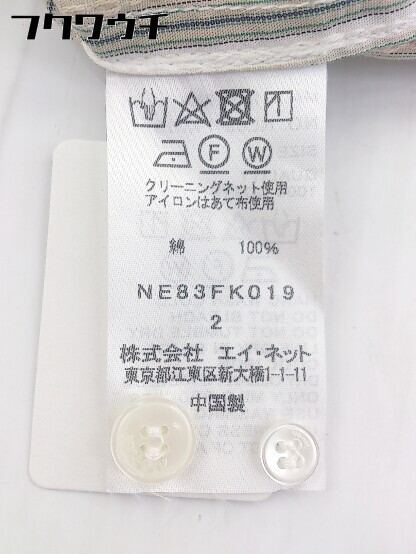 フクワウチ
F W
クリーニングネット使用
アイロンはあて布使用
綿 100%
NE83FK019
2
株式会社 エイ・ネット
東京都江東区新大橋1-1-11
中国製